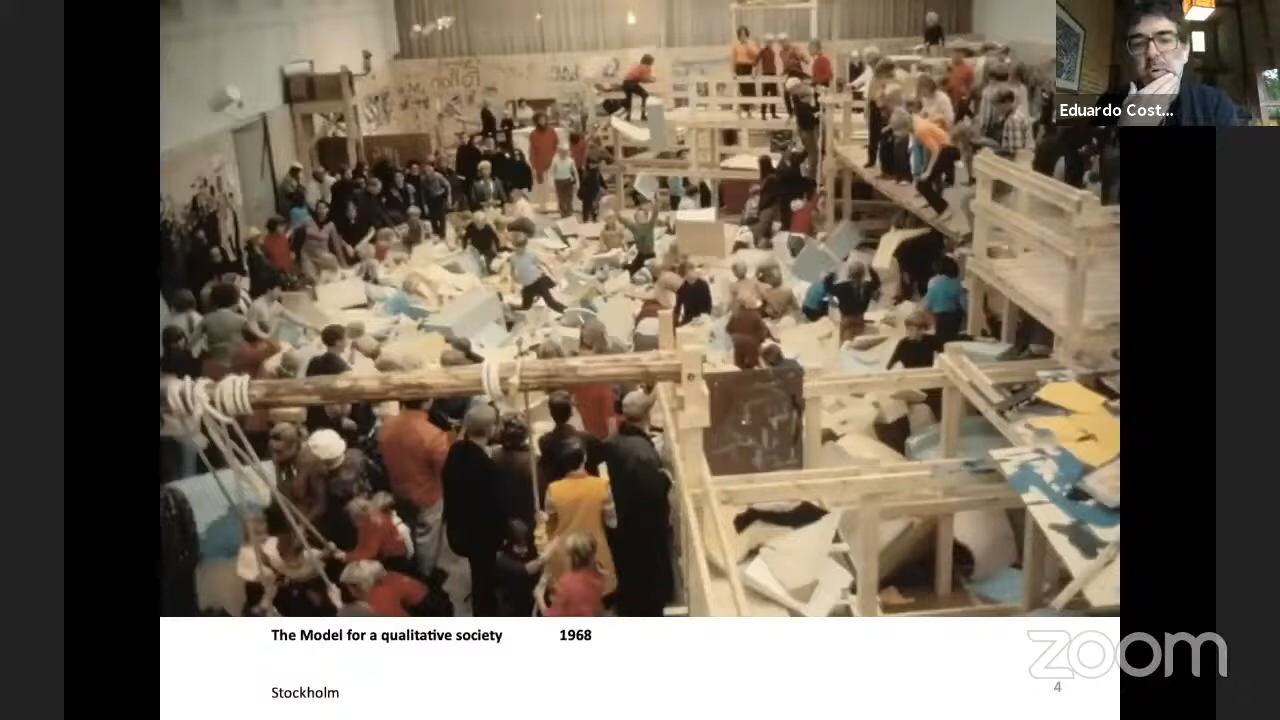 Eduardo Cost...
The Model for a qualitative society 1968
Stockholm
zoom
4